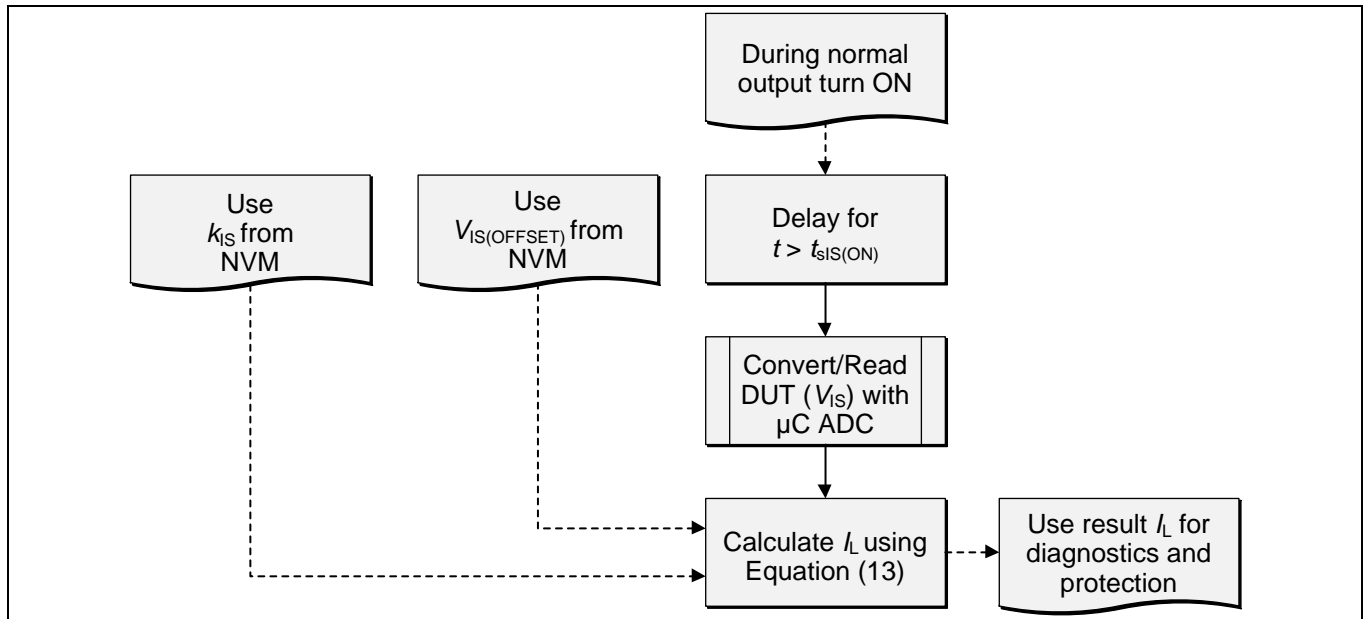 During normal
output turn ON
Use
kIS from
NVM
Use
VIS(OFFSET) from
NVM
Delay for
t > tsIS(ON)
Convert/Read
DUT (VIS) with
µC ADC
Calculate IL using
Equation (13)
Use result IL for
diagnostics and
protection